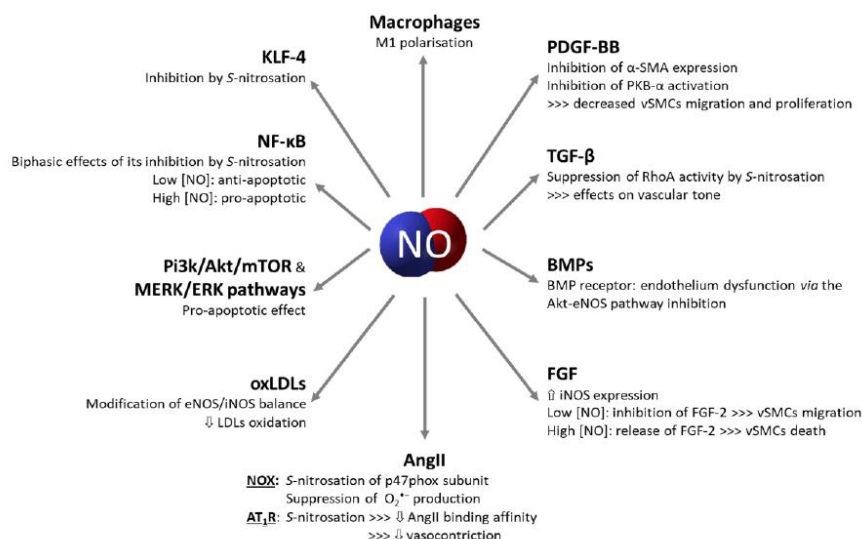 Macrophages
M1 polarisation
KLF-4
Inhibition by S-nitrosation
PDGF-BB
Inhibition of α-SMA expression
Inhibition of PKB-α activation
>>> decreased vSMCs migration and proliferation
NF-κB
Biphasic effects of its inhibition by S-nitrosation
Low [NO]: anti-apoptotic
High [NO]: pro-apoptotic
TGF-β
Suppression of RhoA activity by S-nitrosation
>>> effects on vascular tone
NO
Pi3k/Akt/mTOR &
MERK/ERK pathways
Pro-apoptotic effect
BMPs
BMP receptor: endothelium dysfunction via the
Akt-eNOS pathway inhibition
oxLDLs
Modification of eNOS/iNOS balance
⇩ LDLs oxidation
FGF
⇧ iNOS expression
Low [NO]: inhibition of FGF-2 >>> vSMCs migration
High [NO]: release of FGF-2 >>> vSMCs death
AngII
NOX: S-nitrosation of p47phox subunit
Suppression of O₂•⁻ production
AT₁R: S-nitrosation >>> ⇩ AngII binding affinity
>>> ⇩ vasocontriction